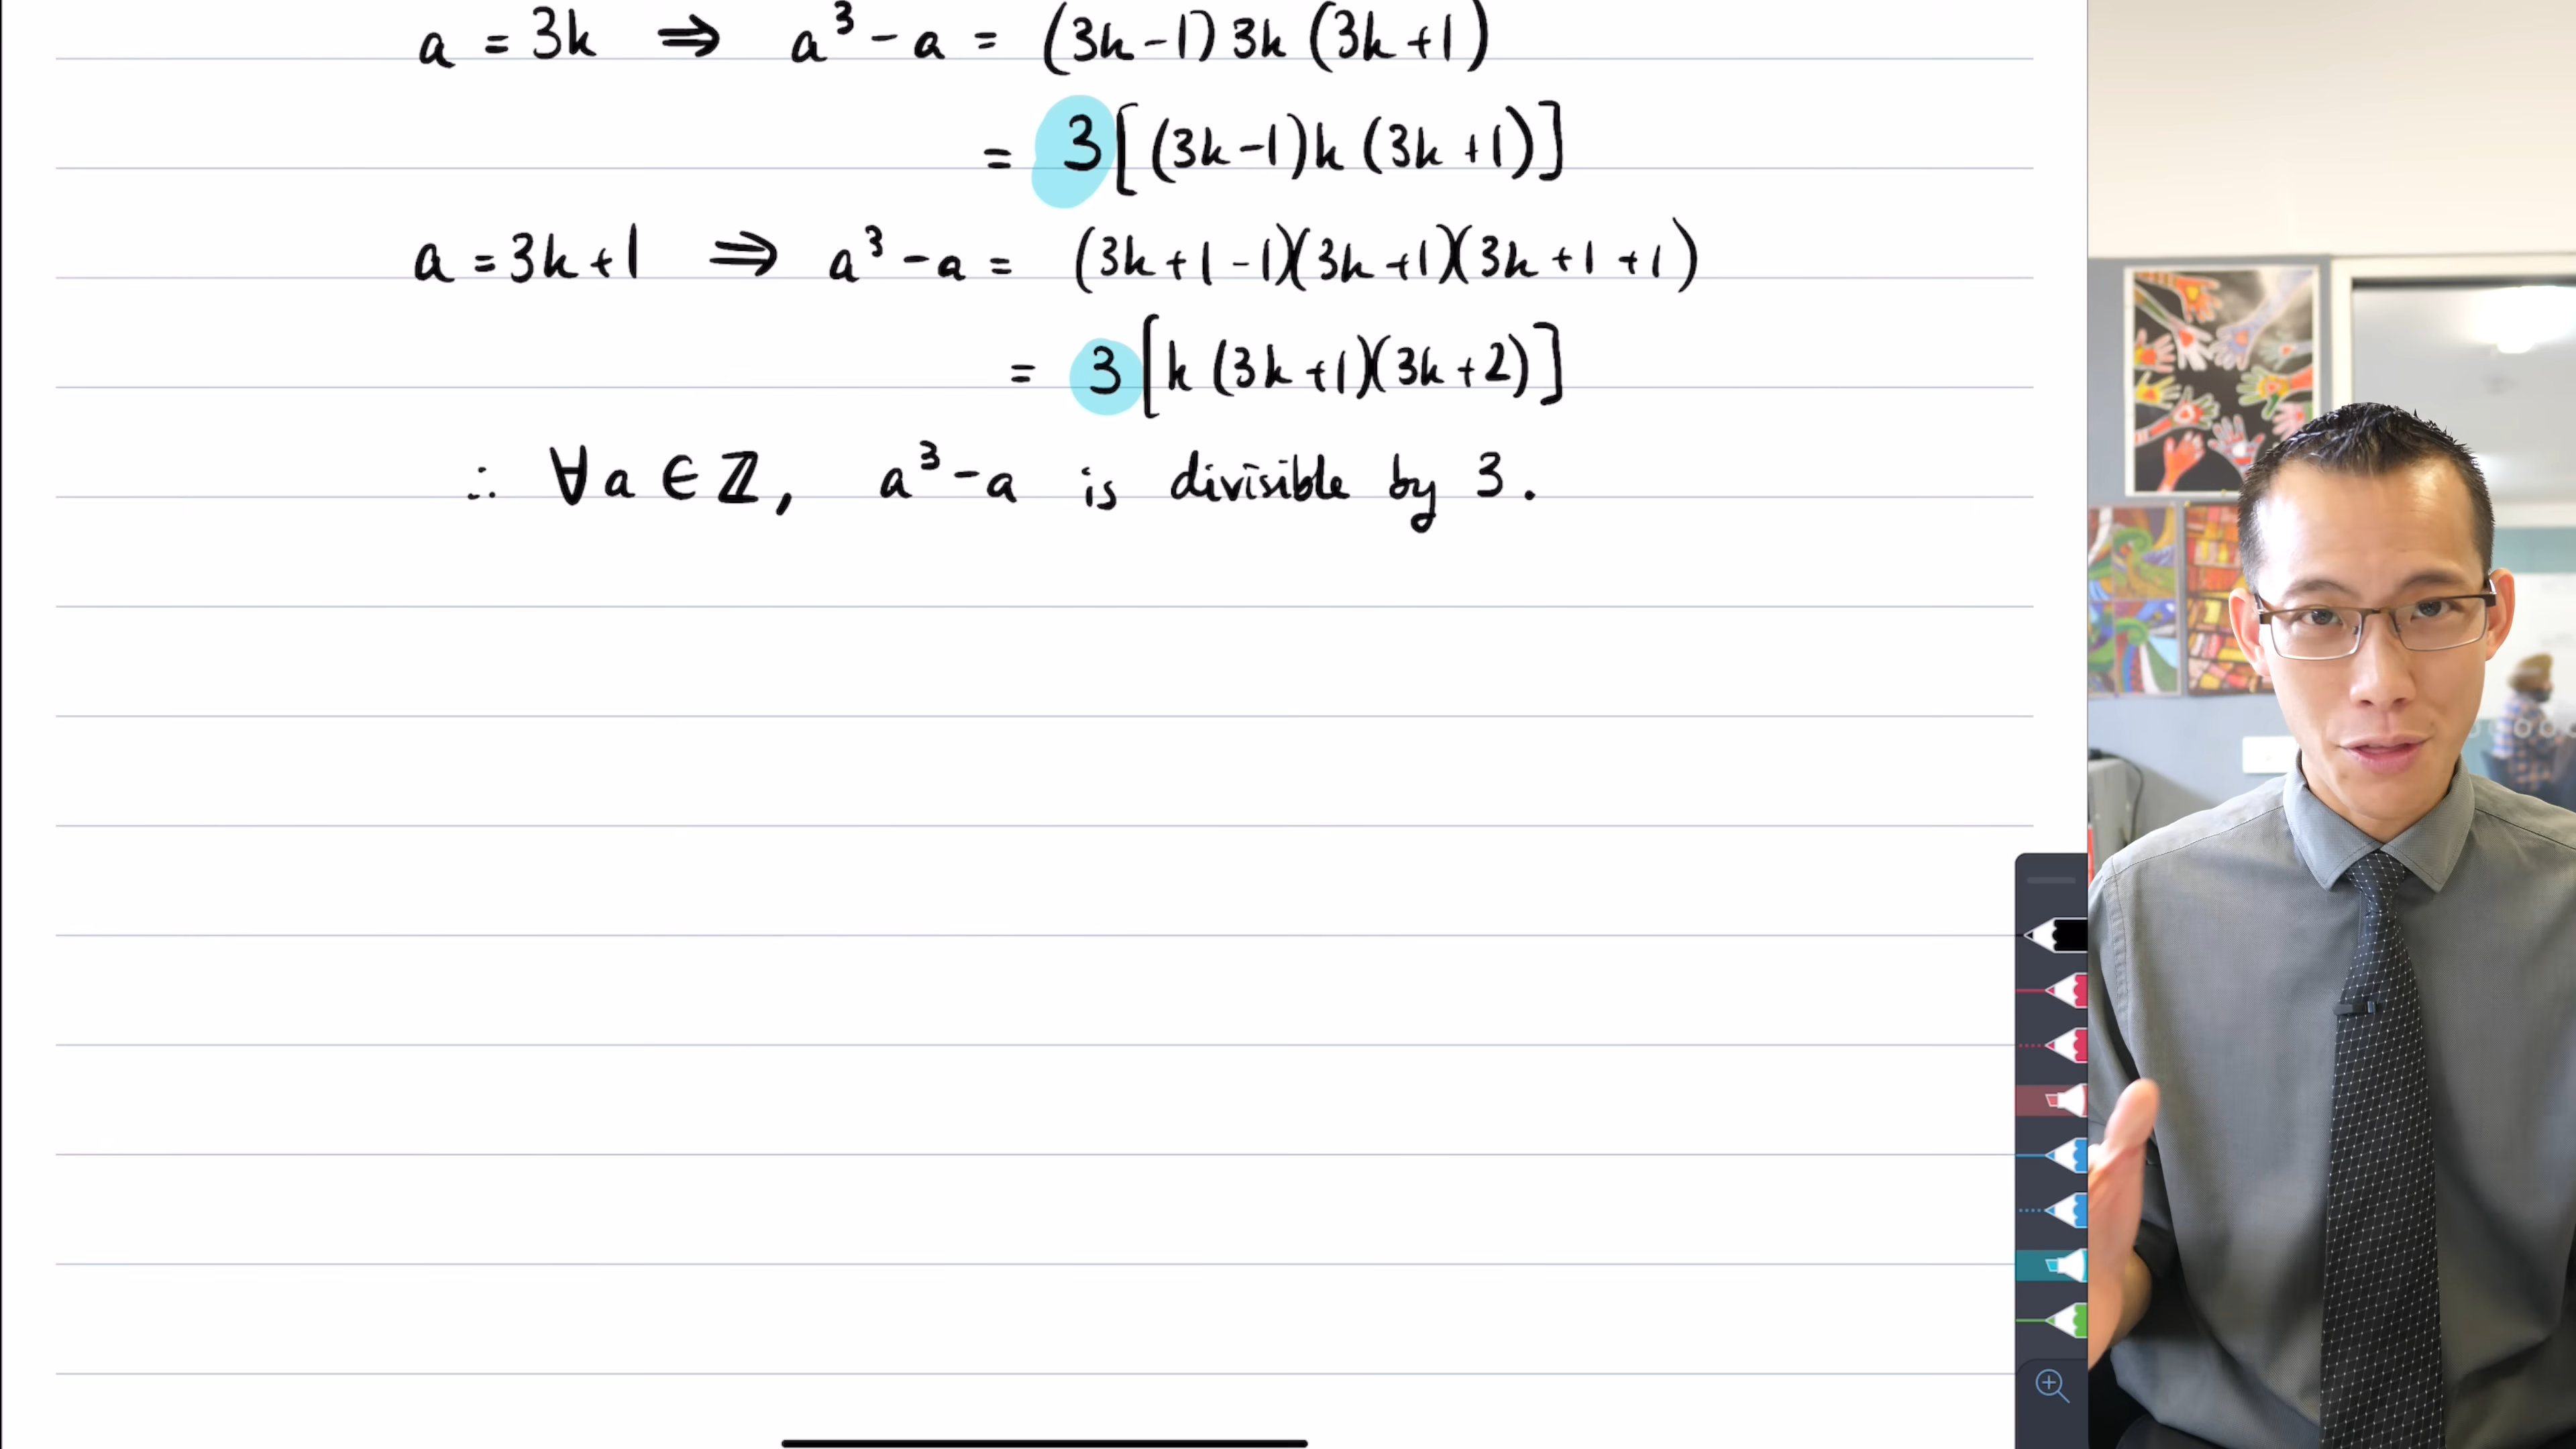 a = 3k ⇒ a³ - a = (3k-1) 3k (3k+1)
= 3[(3k-1)k(3k+1)]
a = 3k+1 ⇒ a³ - a = (3k+1-1)(3k+1)(3k+1+1)
= 3[k(3k+1)(3k+2)]
∴ ∀a ∈ ℤ, a³ - a is divisible by 3.